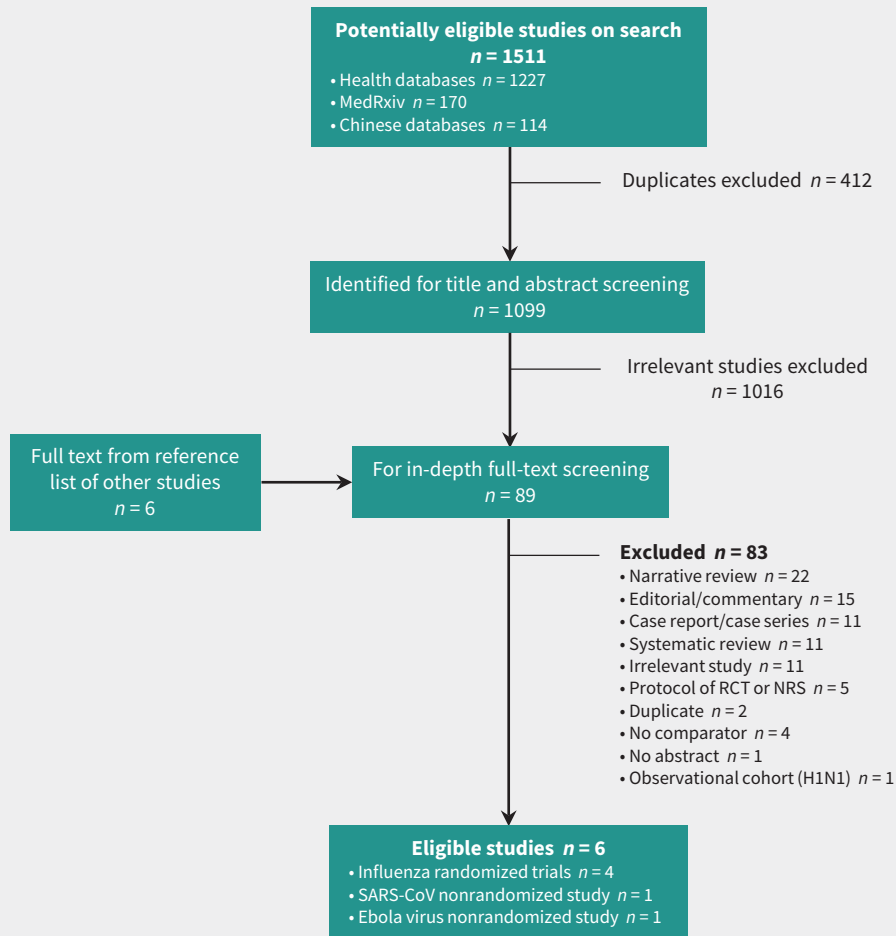 Potentially eligible studies on search
n = 1511
• Health databases n = 1227
• MedRxiv n = 170
• Chinese databases n = 114
Duplicates excluded n = 412
Identified for title and abstract screening
n = 1099
Irrelevant studies excluded
n = 1016
Full text from reference
list of other studies
n = 6
For in-depth full-text screening
n = 89
Excluded n = 83
• Narrative review n = 22
• Editorial/commentary n = 15
• Case report/case series n = 11
• Systematic review n = 11
• Irrelevant study n = 11
• Protocol of RCT or NRS n = 5
• Duplicate n = 2
• No comparator n = 4
• No abstract n = 1
• Observational cohort (H1N1) n = 1
Eligible studies n = 6
• Influenza randomized trials n = 4
• SARS-CoV nonrandomized study n = 1
• Ebola virus nonrandomized study n = 1